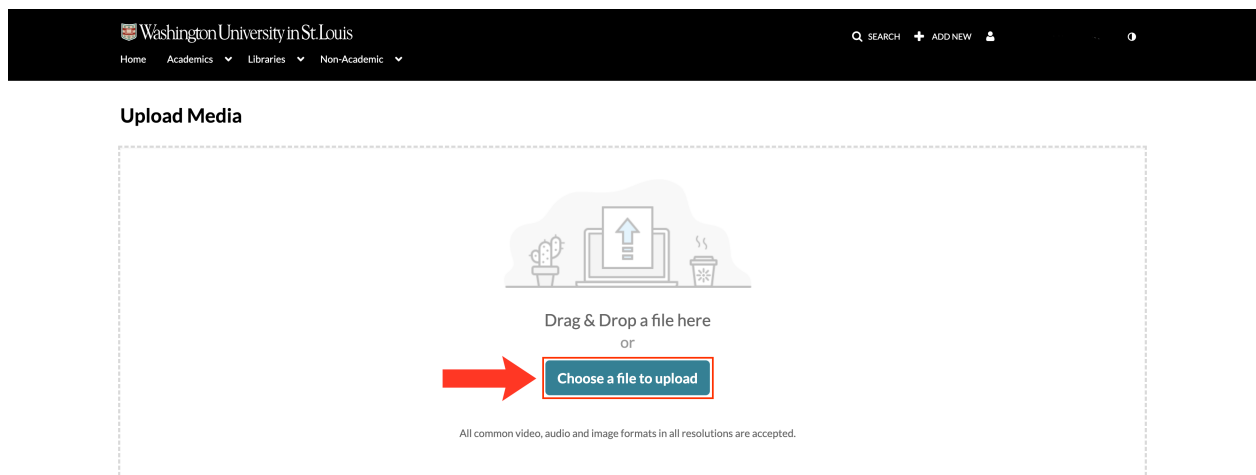 Washington University in St. Louis
SEARCH ADD NEW
Home Academics Libraries Non-Academic
Upload Media
Drag & Drop a file here
or
Choose a file to upload
All common video, audio and image formats in all resolutions are accepted.